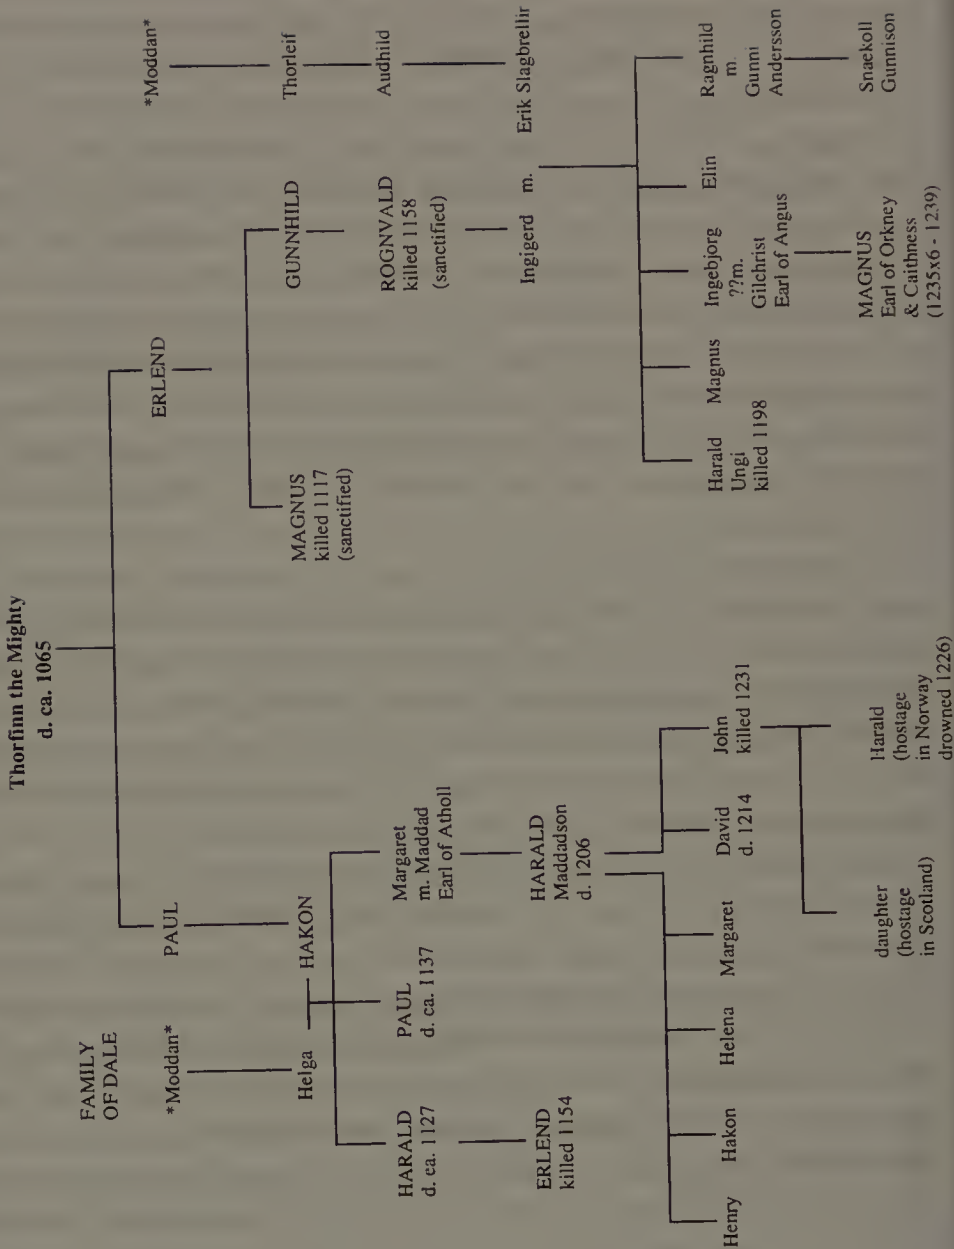 Thorfinn the Mighty
d. ca. 1065
FAMILY
OF DALE
*Moddan*
PAUL
ERLEND
*Moddan*
Helga
HAKON
MAGNUS
killed 1117
(sanctified)
GUNNHILD
Thorleif
HARALD
d. ea. 1127
PAUL
d. ca. 1137
Margaret
m. Maddad
Earl of Atholl
ROGNVALD
killed 1158
(sanctified)
Audhild
ERLEND
killed 1154
HARALD
Maddadson
d. 1206
Ingigerd m. Erik Slagbrellir
Henry
Hakon
Helena
Margaret
David
d. 1214
John
killed 1231
Harald
Ungi
killed 1198
Magnus
Ingebjorg
??m.
Gilchrist
Earl of Angus
Elin
Ragnhild
m.
Gunni
Andersson
daughter
(hostage
in Scotland)
Harald
(hostage
in Norway
drowned 1226)
MAGNUS
Earl of Orkney
& Caithness
(1235x6 - 1239)
Snaekoll
Gunnison